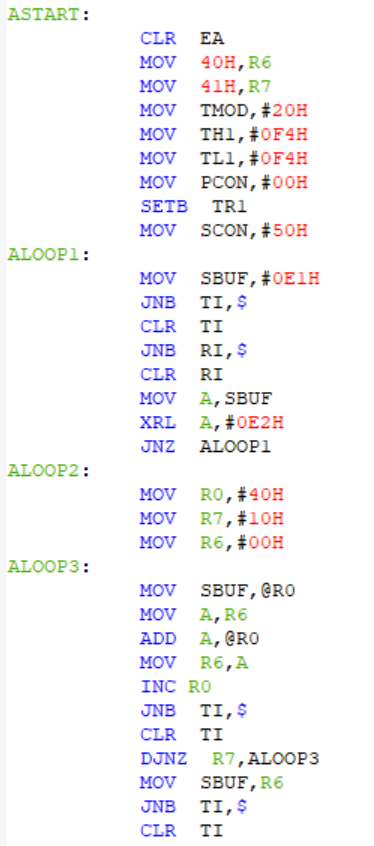 ASTART:
CLR EA
MOV 40H,R6
MOV 41H,R7
MOV TMOD,#20H
MOV TH1,#0F4H
MOV TL1,#0F4H
MOV PCON,#00H
SETB TR1
MOV SCON,#50H
ALOOP1:
MOV SBUF,#0E1H
JNB TI,$
CLR TI
JNB RI,$
CLR RI
MOV A,SBUF
XRL A,#0E2H
JNZ ALOOP1
ALOOP2:
MOV R0,#40H
MOV R7,#10H
MOV R6,#00H
ALOOP3:
MOV SBUF,@R0
MOV A,R6
ADD A,@R0
MOV R6,A
INC R0
JNB TI,$
CLR TI
DJNZ R7,ALOOP3
MOV SBUF,R6
JNB TI,$
CLR TI